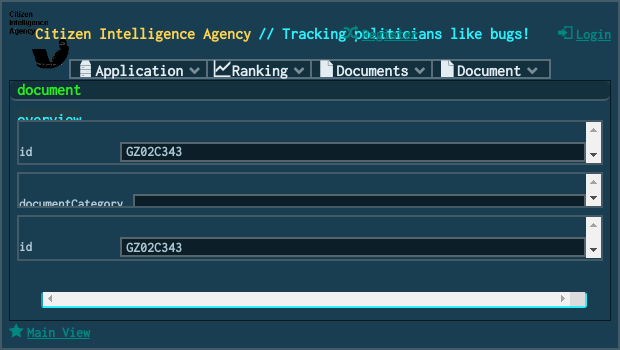 Citizen
Intelligence
Agency
Citizen Intelligence Agency // Tracking politicians like bugs!
Register
Login
Application
Ranking
Documents
Document
document
overview
id
GZ02C343
documentCategory
id
GZ02C343
Main View